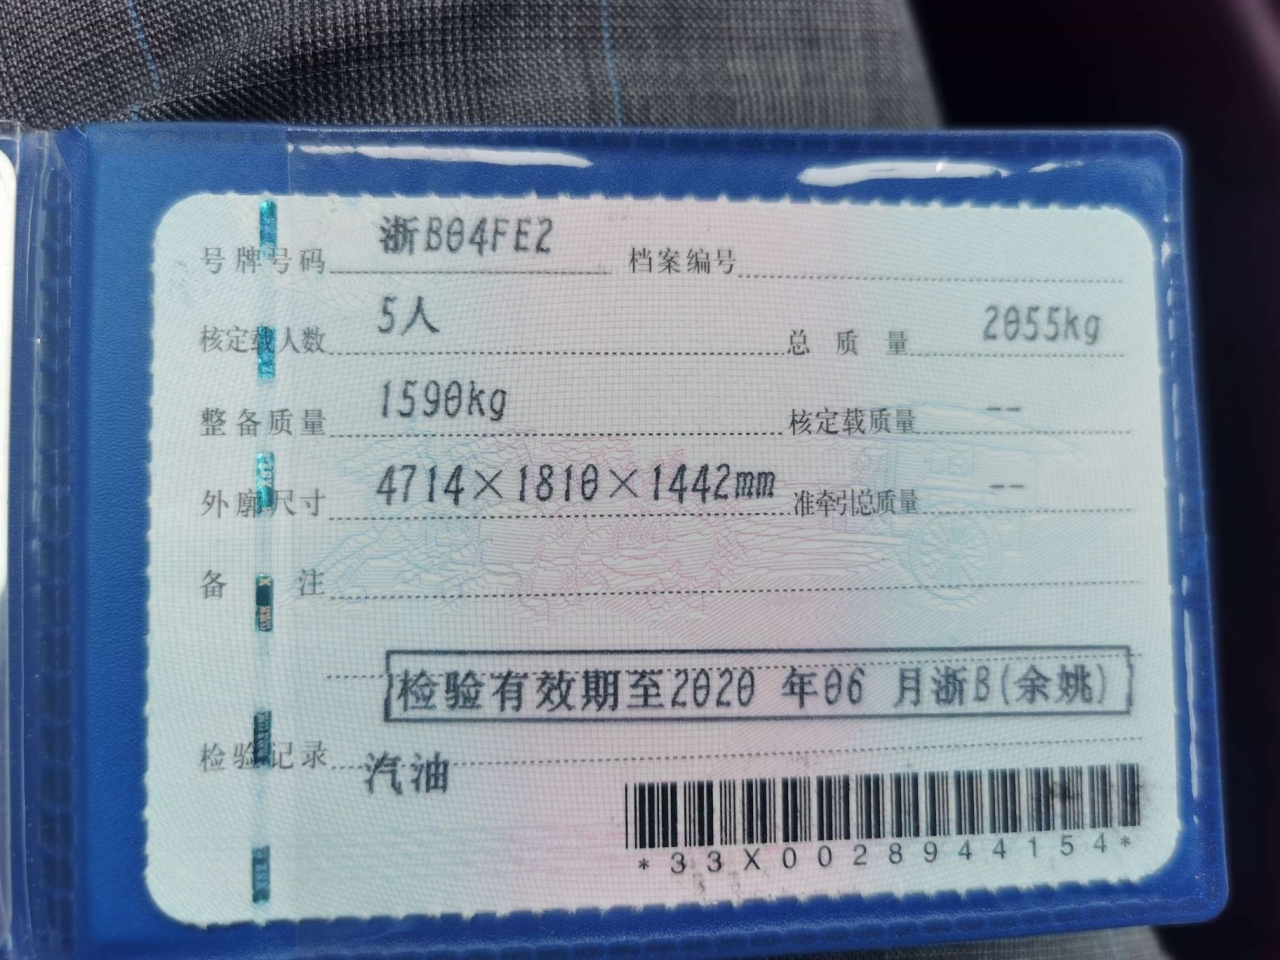 号牌号码 浙B04FE2 档案编号
核定载人数 5人 总质量 2055kg
整备质量 1590kg 核定载质量 --
外廓尺寸 4714×1810×1442mm 准牵引总质量 --
备注
检验有效期至2020 年06 月浙B(余姚)
检验记录 汽油
*33X0028944154*